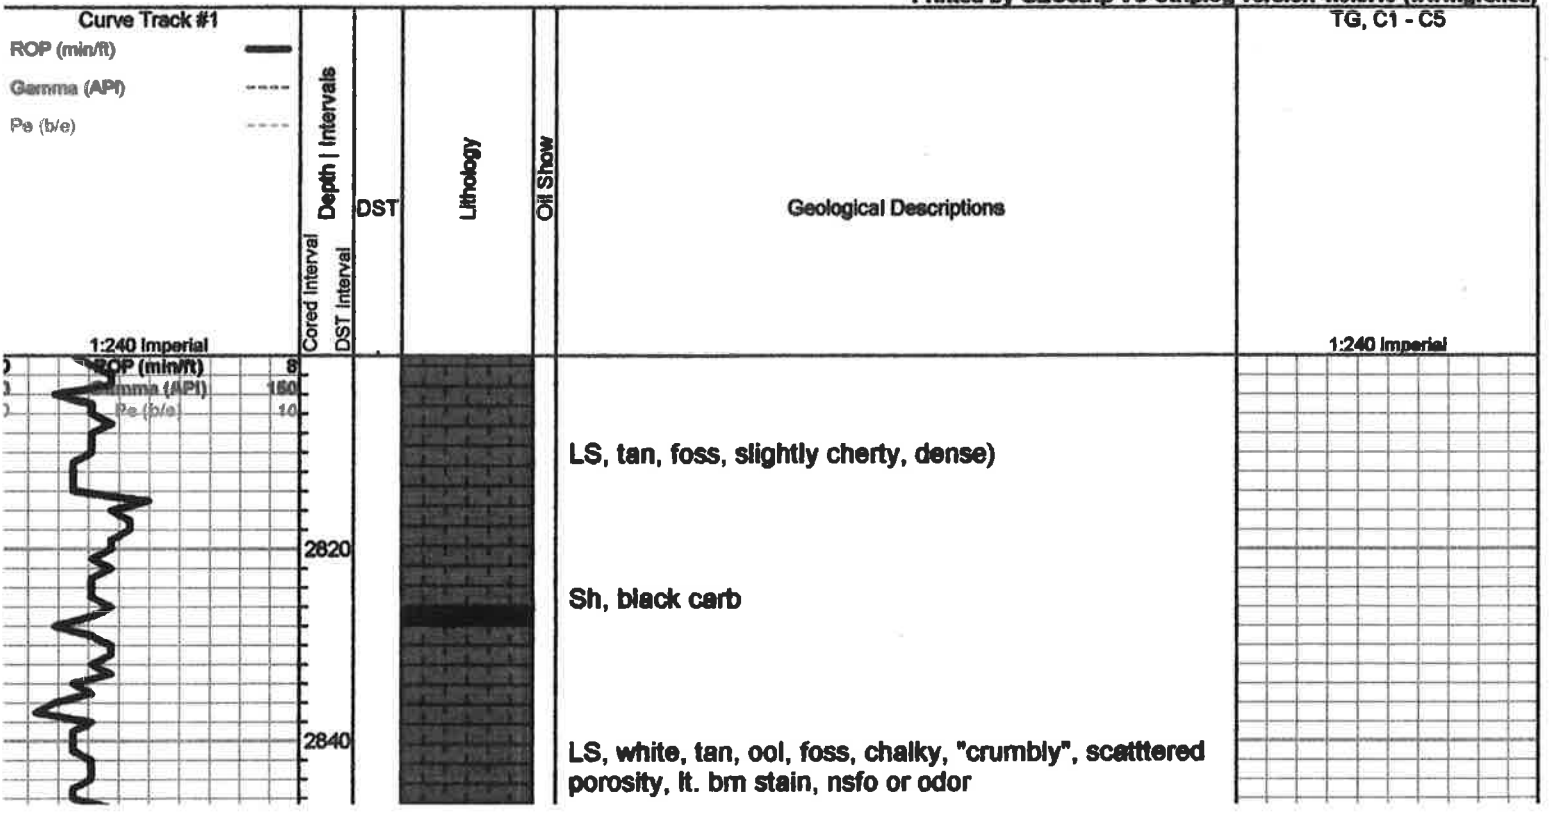 Curve Track #1
ROP (min/ft)
Gamma (API)
Pe (b/e)
1:240 Imperial
Cored Interval
Depth | Intervals
DST Interval
DST
Lithology
Oil Show
Geological Descriptions
TG, C1 - C5
1:240 Imperial
ROP (min/ft) 8
Gamma (API) 150
Pe (b/e) 10
LS, tan, foss, slightly cherty, dense)
2820
Sh, black carb
2840
LS, white, tan, ool, foss, chalky, "crumbly", scatttered
porosity, lt. brn stain, nsfo or odor